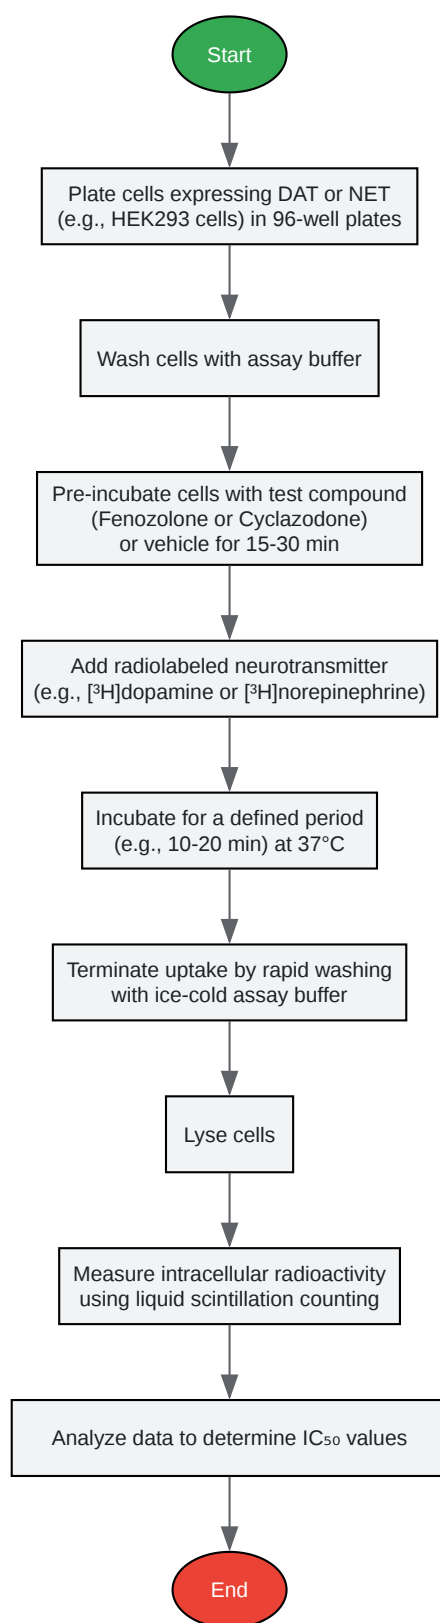 Start
Plate cells expressing DAT or NET
(e.g., HEK293 cells) in 96-well plates
Wash cells with assay buffer
Pre-incubate cells with test compound
(Fenozolone or Cyclazodone)
or vehicle for 15-30 min
Add radiolabeled neurotransmitter
(e.g., [³H]dopamine or [³H]norepinephrine)
Incubate for a defined period
(e.g., 10-20 min) at 37°C
Terminate uptake by rapid washing
with ice-cold assay buffer
Lyse cells
Measure intracellular radioactivity
using liquid scintillation counting
Analyze data to determine IC₅₀ values
End